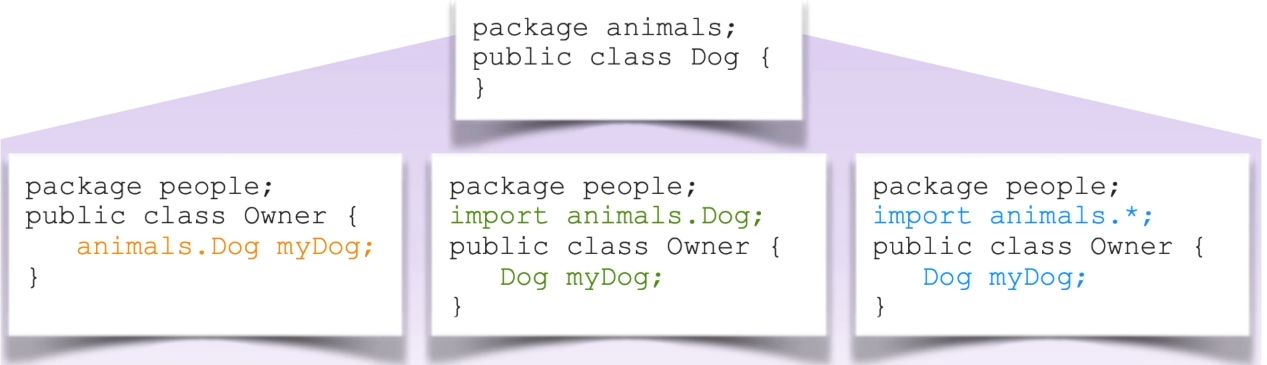 package animals;
public class Dog {
}
package people;
public class Owner {
animals.Dog myDog;
}
package people;
import animals.Dog;
public class Owner {
Dog myDog;
}
package people;
import animals.*;
public class Owner {
Dog myDog;
}